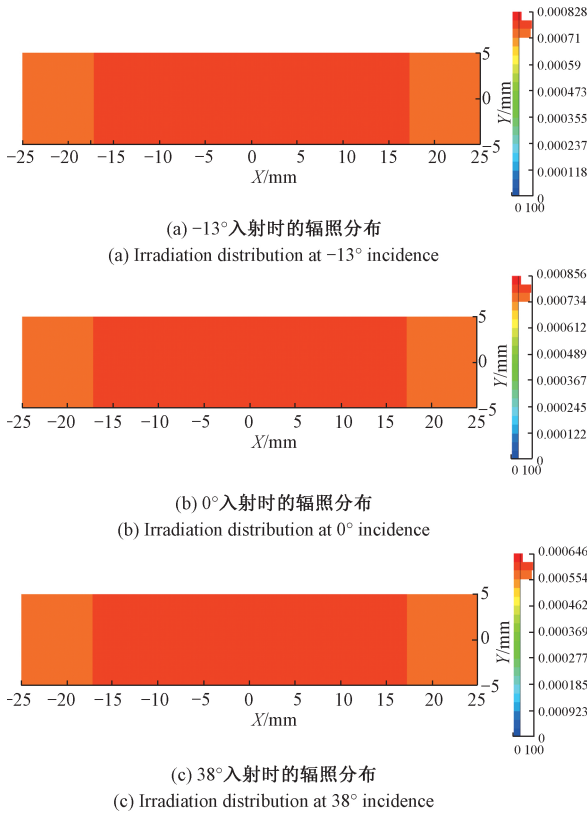 0.000828
0.00071
0.00059
0.000473
0.000355
0.000237
0.000118
0
0 100
Y/mm
5
0
−5
−25 −20 −15 −10 −5 0 5 10 15 20 25
X/mm
(a) −13°入射时的辐照分布
(a) Irradiation distribution at −13° incidence
0.000856
0.000734
0.000612
0.000489
0.000367
0.000245
0.000122
0
0 100
Y/mm
5
0
−5
-25 −20 −15 −10 −5 0 5 10 15 20 25
X/mm
(b) 0°入射时的辐照分布
(b) Irradiation distribution at 0° incidence
0.000646
0.000554
0.000462
0.000369
0.000277
0.000185
0.000923
0
0 100
Y/mm
5
0
−5
-25 −20 −15 −10 −5 0 5 10 15 20 25
X/mm
(c) 38°入射时的辐照分布
(c) Irradiation distribution at 38° incidence